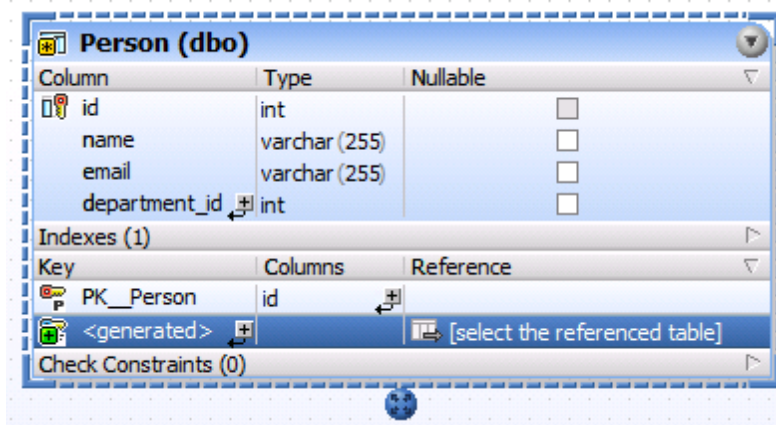 Person (dbo)
Column Type Nullable
id int
name varchar (255)
email varchar (255)
department_id int
Indexes (1)
Key Columns Reference
PK__Person id
<generated> [select the referenced table]
Check Constraints (0)